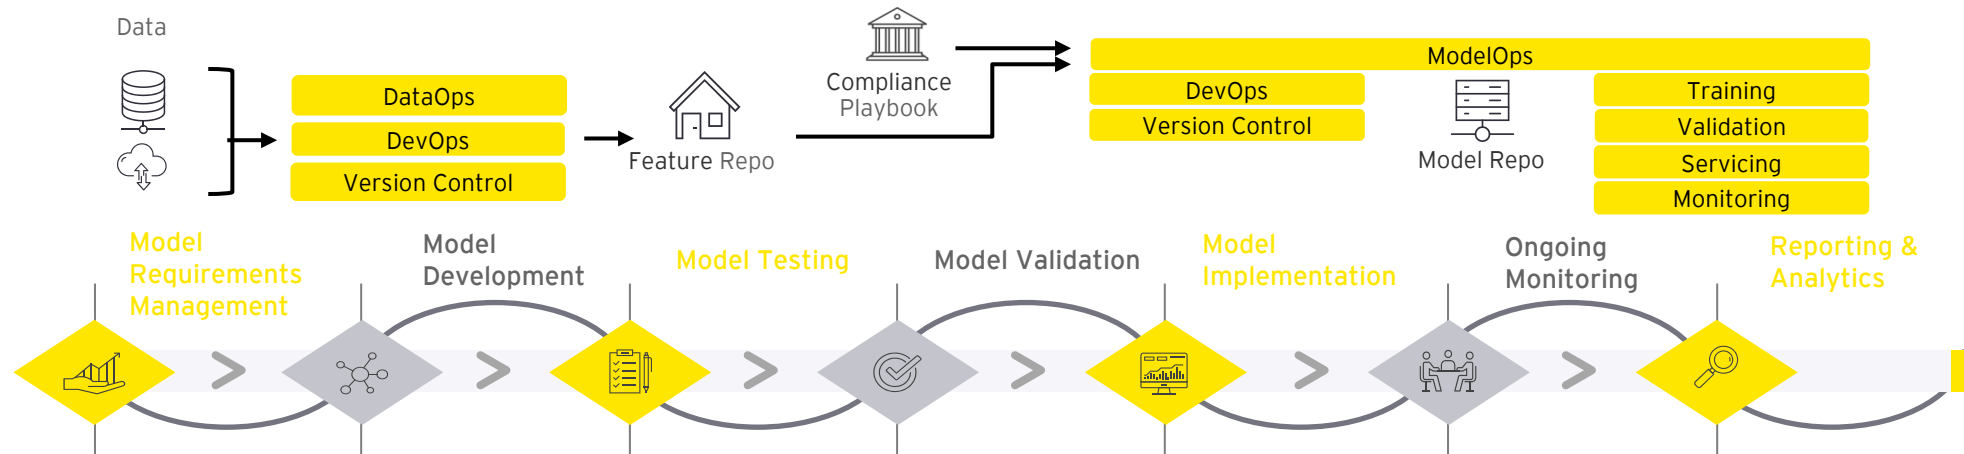 Data
DataOps
DevOps
Version Control
Feature Repo
Compliance
Playbook
ModelOps
DevOps
Version Control
Model Repo
Training
Validation
Servicing
Monitoring
Model
Requirements
Management
Model
Development
Model Testing
Model Validation
Model
Implementation
Ongoing
Monitoring
Reporting &
Analytics